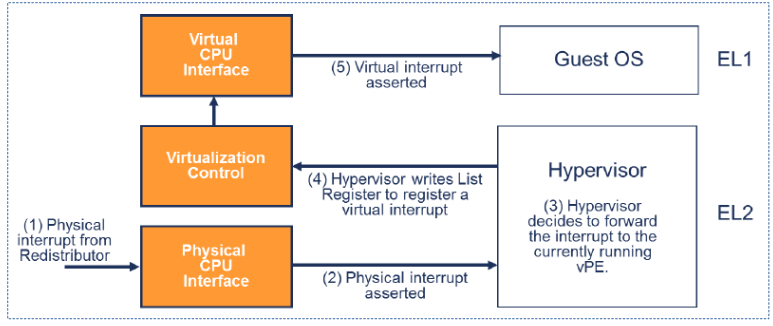 Virtual
CPU
Interface
(5) Virtual interrupt
asserted
Guest OS
EL1
Virtualization
Control
(4) Hypervisor writes List
Register to register a
virtual interrupt
Hypervisor
(3) Hypervisor
decides to forward
the interrupt to the
currently running
vPE.
EL2
(1) Physical
interrupt from
Redistributor
Physical
CPU
Interface
(2) Physical interrupt
asserted